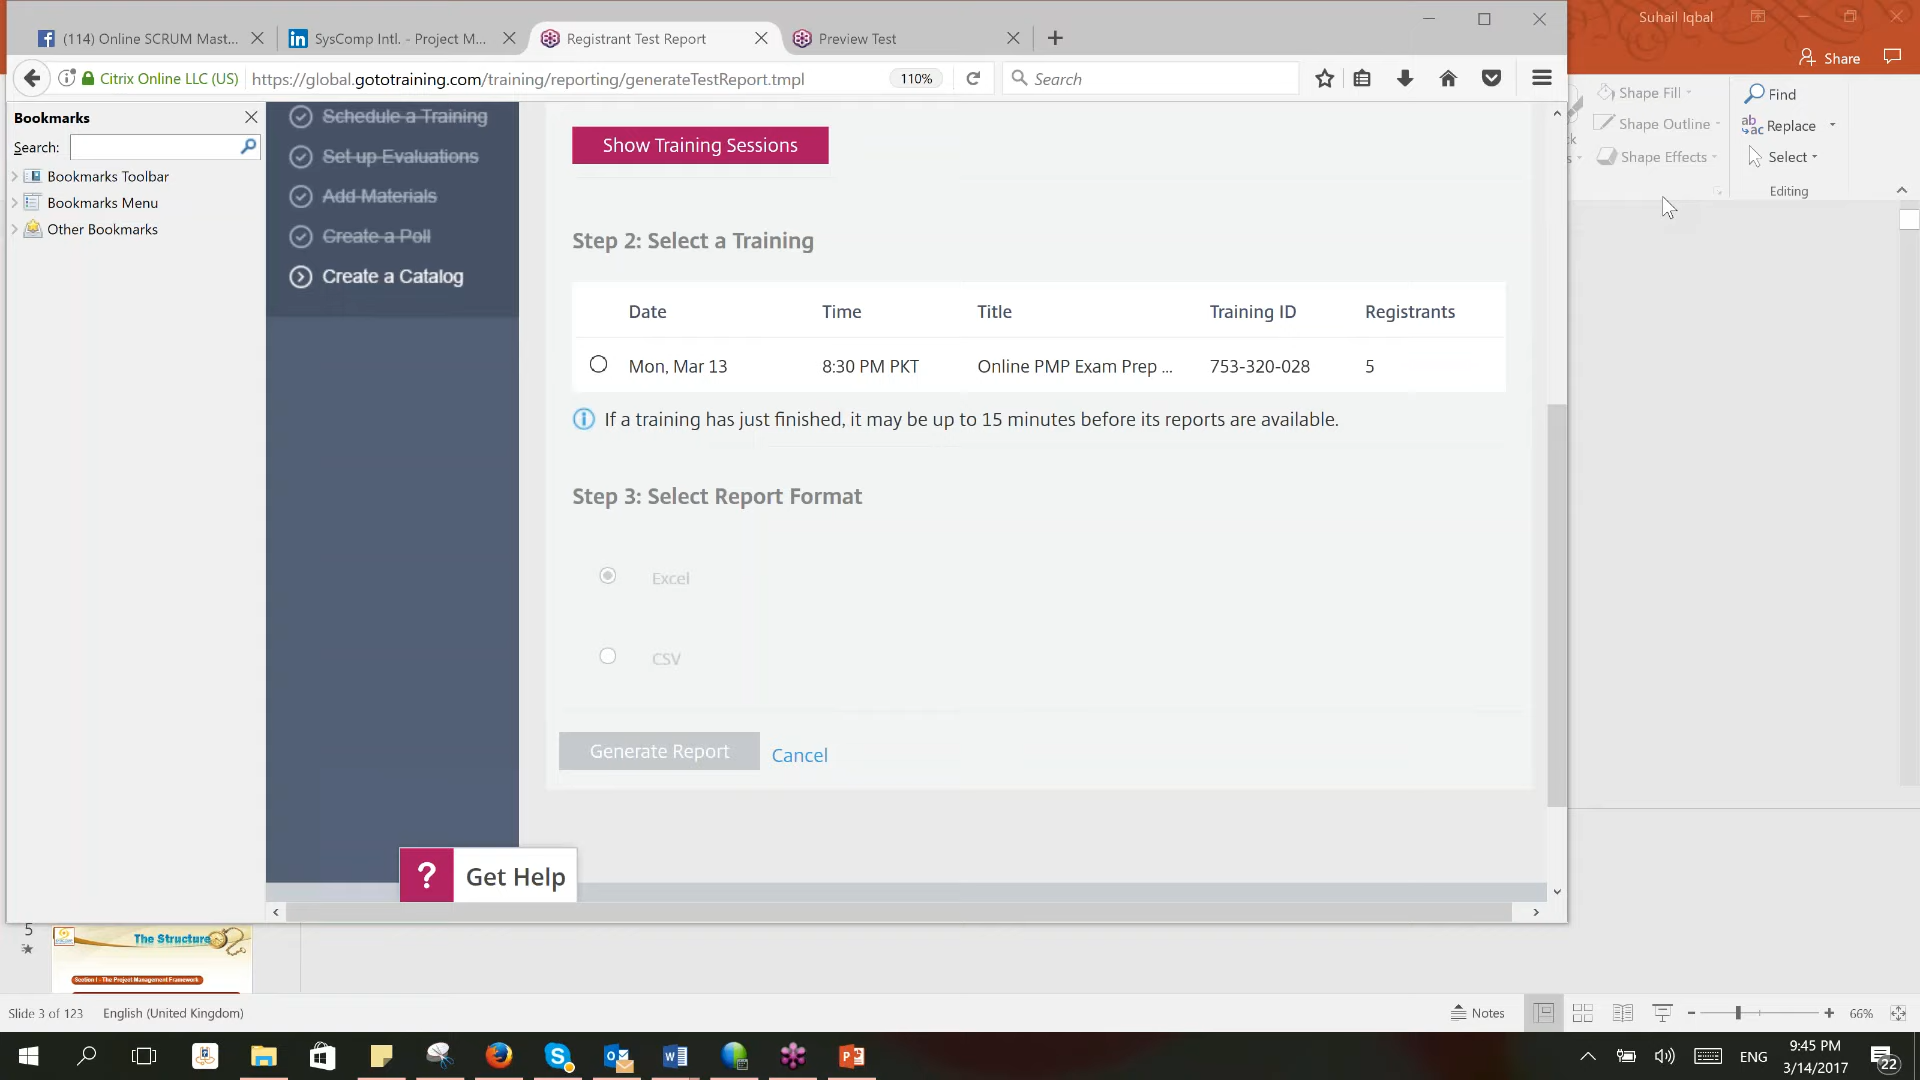 (114) Online SCRUM Mast...
SysComp Intl. - Project M...
Registrant Test Report
Preview Test
Suhail Iqbal
Share
Citrix Online LLC (US)
https://global.gototraining.com/training/reporting/generateTestReport.tmpl
110%
Search
Bookmarks
Search:
Bookmarks Toolbar
Bookmarks Menu
Other Bookmarks
Schedule a Training
Set up Evaluations
Add Materials
Create a Poll
Create a Catalog
Show Training Sessions
Step 2: Select a Training
Date Time Title Training ID Registrants
Mon, Mar 13 8:30 PM PKT Online PMP Exam Prep ... 753-320-028 5
If a training has just finished, it may be up to 15 minutes before its reports are available.
Step 3: Select Report Format
Excel
CSV
Generate Report Cancel
? Get Help
Shape Fill
Shape Outline
Shape Effects
Find
Replace
Select
Editing
5
The Structure
Section I - The Project Management Framework
Slide 3 of 123 English (United Kingdom)
Notes
66%
ENG
9:45 PM
3/14/2017
22